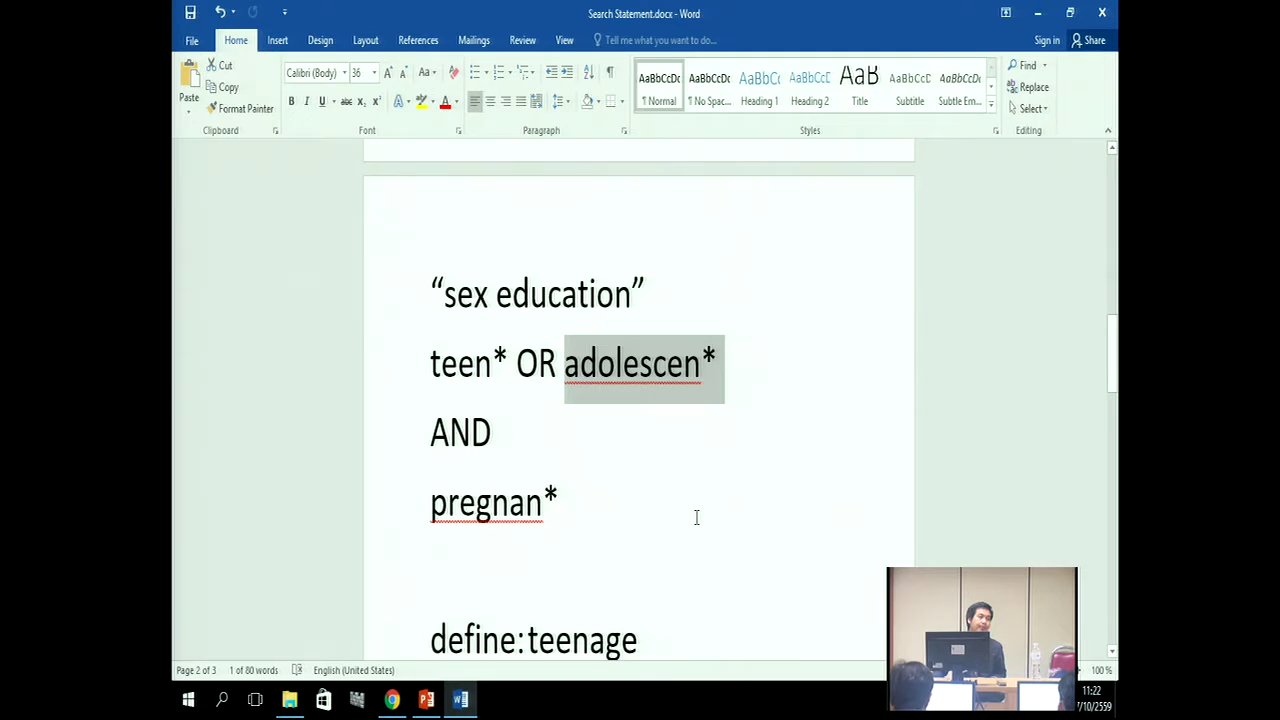 Search Statement.docx - Word
File Home Insert Design Layout References Mailings Review View Tell me what you want to do... Sign in Share
Paste
Cut
Copy
Format Painter
Calibri (Body) 36
B I U abc
AaBbCcDc AaBbCcDc AaBbCc AaBbCc AaB AaBbCcD AaBbCcDc
¶ Normal ¶ No Spac... Heading 1 Heading 2 Title Subtitle Subtle Em...
Find
Replace
Select
Clipboard Font Paragraph Styles Editing
“sex education”
teen* OR adolescen*
AND
pregnan*
define:teenage
Page 2 of 3 1 of 80 words English (United States) 100%
11:22
7/10/2559